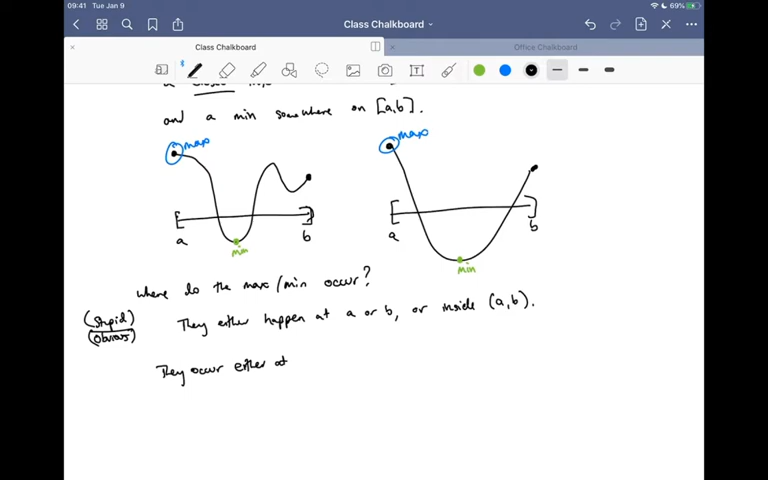 09:41 Tue Jan 9
69%
Class Chalkboard
Class Chalkboard
Office Chalkboard
T
a closed
and a min somewhere on [a,b].
max
max
a
b
min
a
b
min
where do the max/min occur?
(Stupid)
(Obvious)
They either happen at a or b, or inside (a,b).
They occur either at